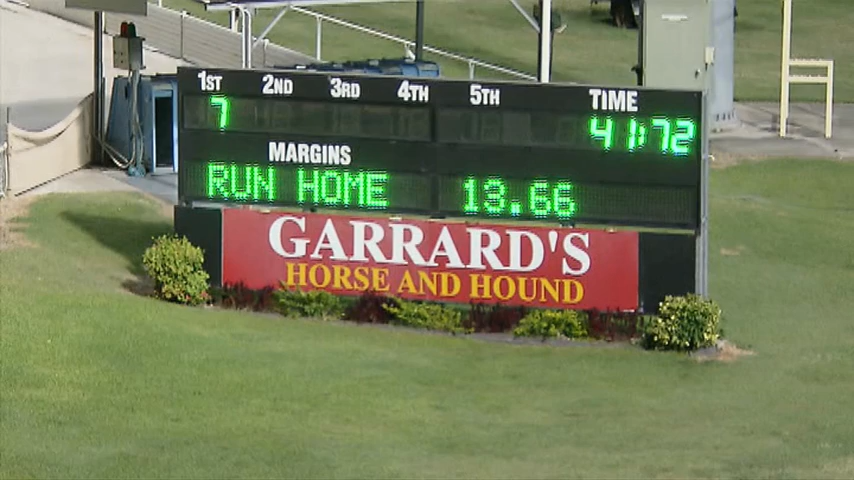 1ST 2ND 3RD 4TH 5TH TIME
7 41:72
MARGINS
RUN HOME 13.66
GARRARD'S
HORSE AND HOUND